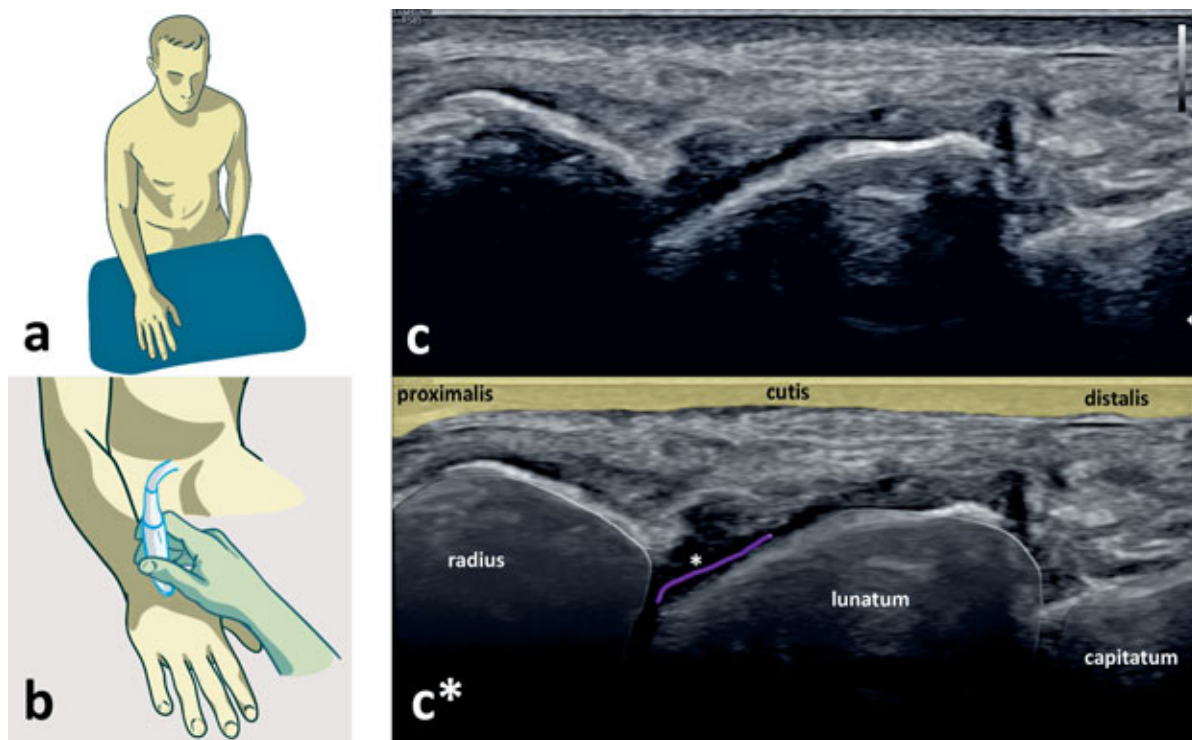 a
b
c
proximalis cutis distalis
radius
*
lunatum
capitatum
c*